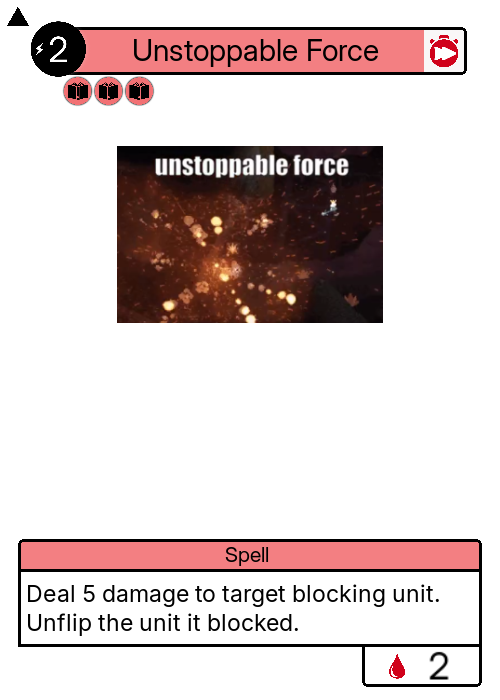 2
Unstoppable Force
unstoppable force
Spell
Deal 5 damage to target blocking unit.
Unflip the unit it blocked.
2